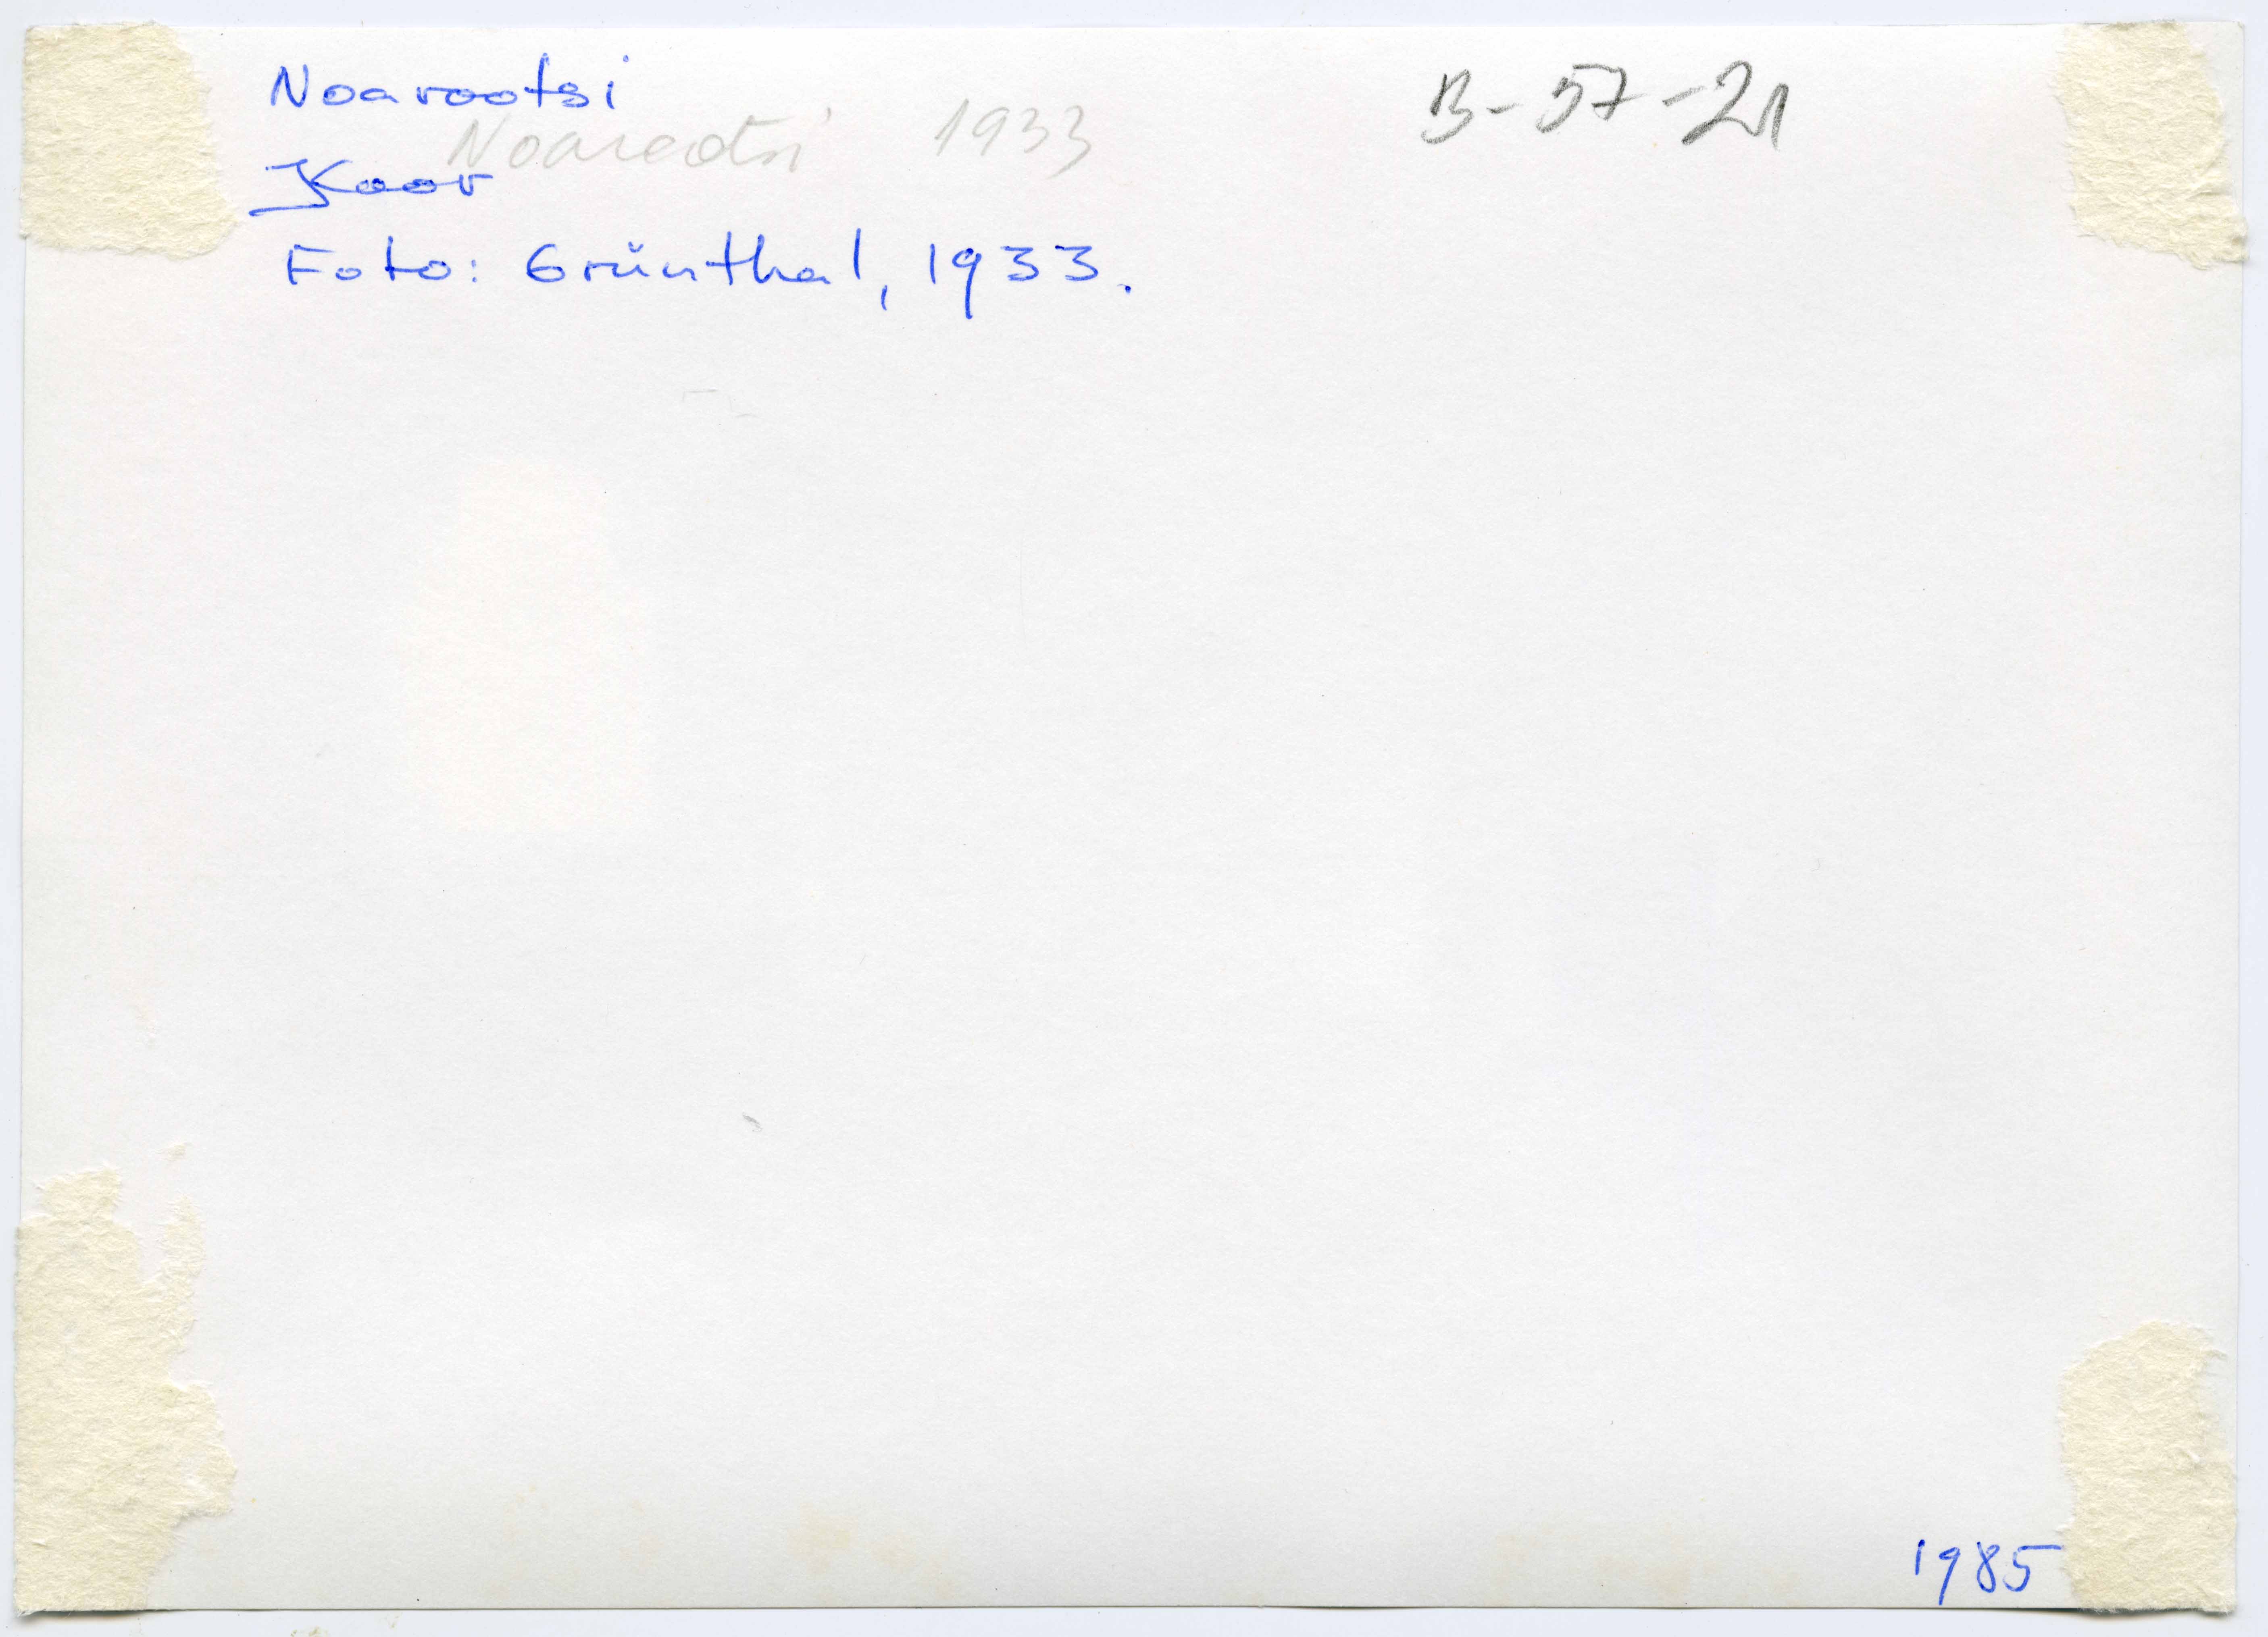 Noarootsi
Noarootsi 1933
B-57-21
Koor
Foto: Grünthal, 1933.
1985